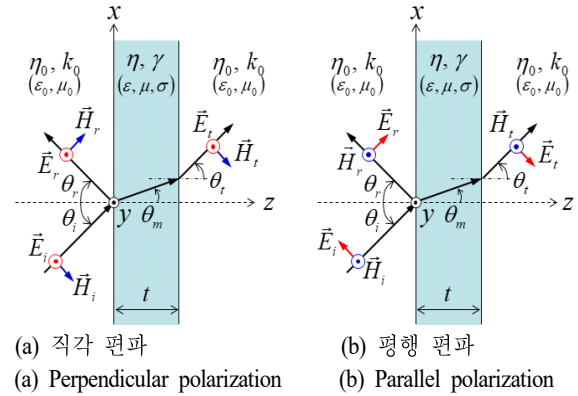 x x
η₀, k₀ η, γ η₀, k₀ η₀, k₀ η, γ η₀, k₀
(ε₀, μ₀) (ε, μ, σ) (ε₀, μ₀) (ε₀, μ₀) (ε, μ, σ) (ε₀, μ₀)
H⃗ᵣ E⃗ₜ E⃗ᵣ H⃗ₜ
E⃗ᵣ H⃗ₜ H⃗ᵣ E⃗ₜ
θᵣ θₜ θᵣ θₜ
y θₘ z y θₘ z
θᵢ θᵢ
E⃗ᵢ H⃗ᵢ E⃗ᵢ H⃗ᵢ
t t
(a) 직각 편파 (b) 평행 편파
(a) Perpendicular polarization (b) Parallel polarization